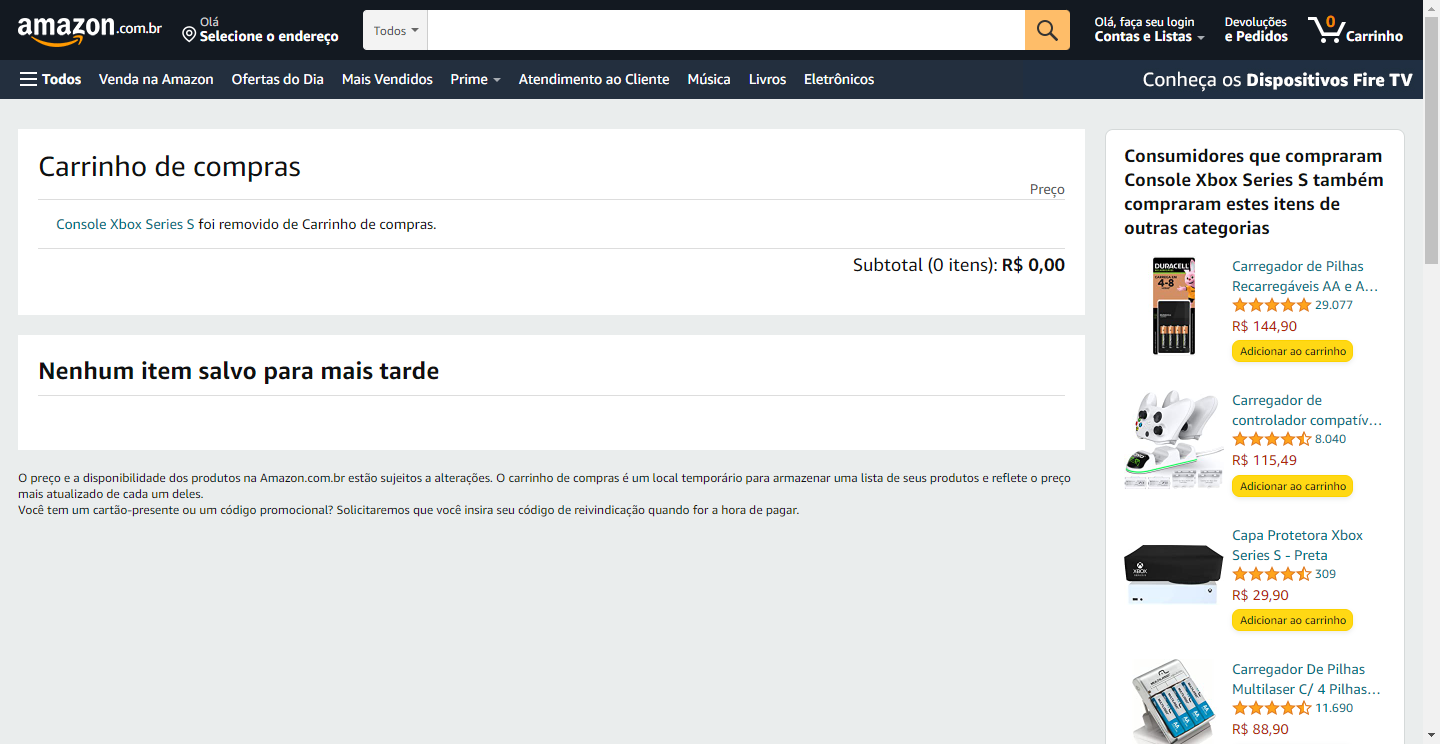 amazon.com.br
Olá
Selecione o endereço
Todos
Olá, faça seu login
Contas e Listas
Devoluções
e Pedidos
0
Carrinho
Todos
Venda na Amazon
Ofertas do Dia
Mais Vendidos
Prime
Atendimento ao Cliente
Música
Livros
Eletrônicos
Conheça os Dispositivos Fire TV
Carrinho de compras
Preço
Console Xbox Series S foi removido de Carrinho de compras.
Subtotal (0 itens): R$ 0,00
Nenhum item salvo para mais tarde
O preço e a disponibilidade dos produtos na Amazon.com.br estão sujeitos a alterações. O carrinho de compras é um local temporário para armazenar uma lista de seus produtos e reflete o preço
mais atualizado de cada um deles.
Você tem um cartão-presente ou um código promocional? Solicitaremos que você insira seu código de reivindicação quando for a hora de pagar.
Consumidores que compraram
Console Xbox Series S também
compraram estes itens de
outras categorias
DURACELL
4-8
Carregador de Pilhas
Recarregáveis AA e A…
29.077
R$ 144,90
Adicionar ao carrinho
Carregador de
controlador compatív…
8.040
R$ 115,49
Adicionar ao carrinho
XBOX
Capa Protetora Xbox
Series S - Preta
309
R$ 29,90
Adicionar ao carrinho
Carregador De Pilhas
Multilaser C/ 4 Pilhas…
11.690
R$ 88,90